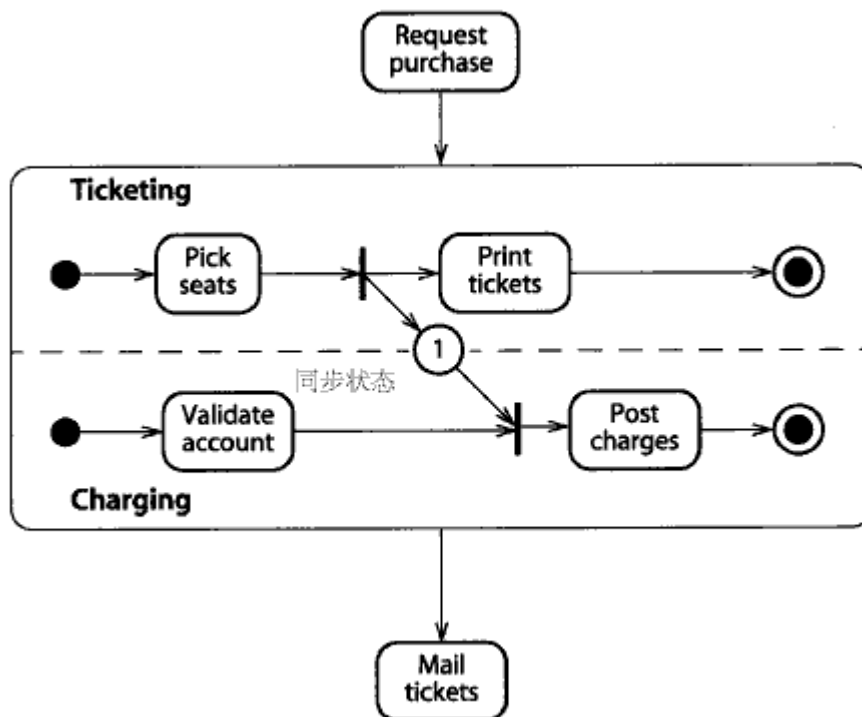 Request
purchase
Ticketing
Pick
seats
Print
tickets
1
同步状态
Validate
account
Post
charges
Charging
Mail
tickets